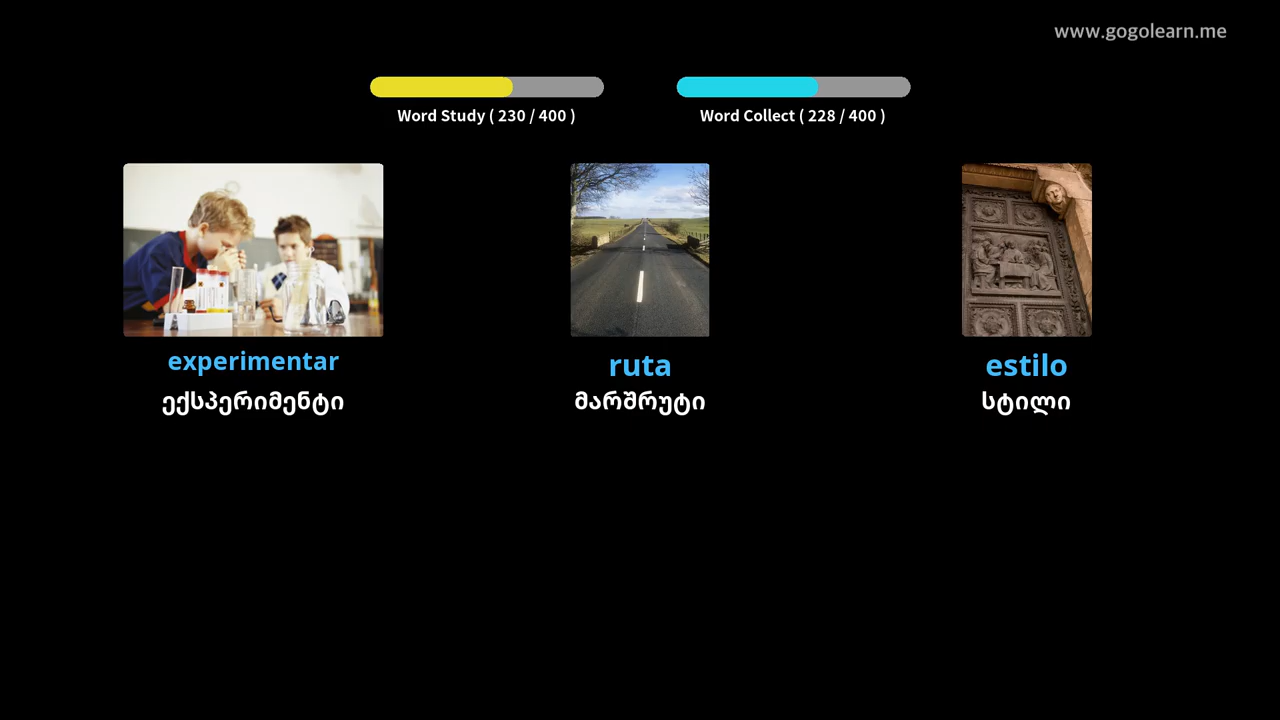 www.gogolearn.me
Word Study ( 230 / 400 )
Word Collect ( 228 / 400 )
experimentar
ექსპერიმენტი
ruta
მარშრუტი
estilo
სტილი